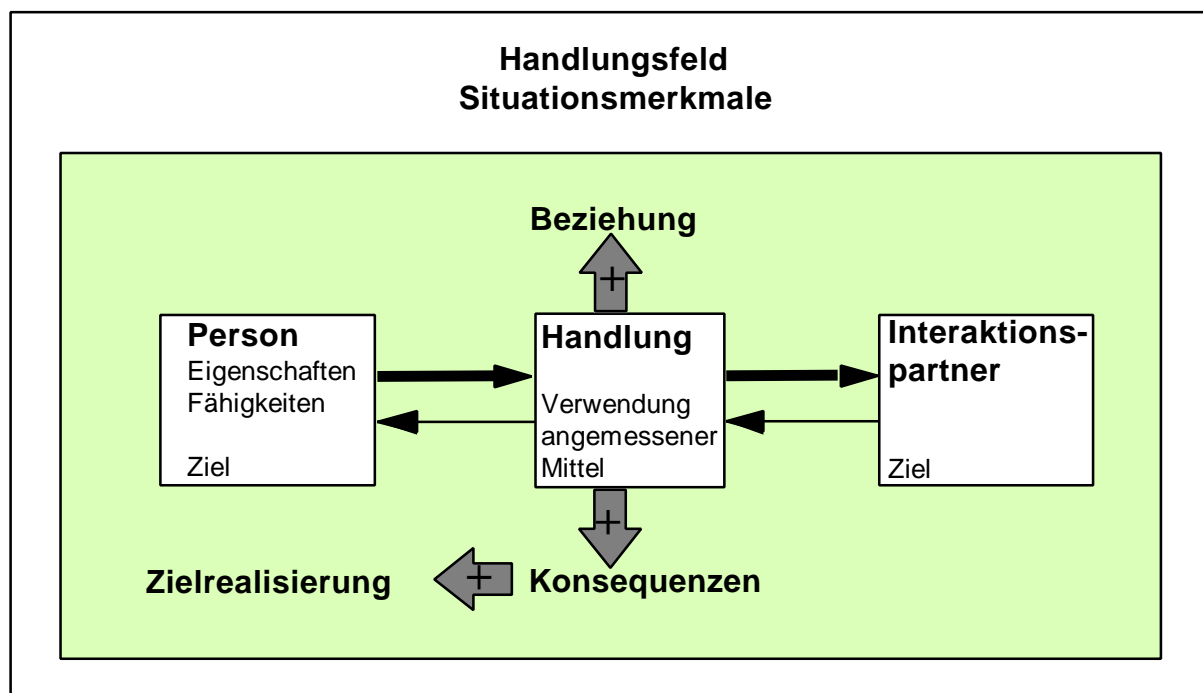 Handlungsfeld
Situationsmerkmale
Beziehung
+
Person
Eigenschaften
Fähigkeiten
Ziel
Handlung
Verwendung
angemessener
Mittel
Interaktions-
partner
Ziel
+
Zielrealisierung
+
Konsequenzen